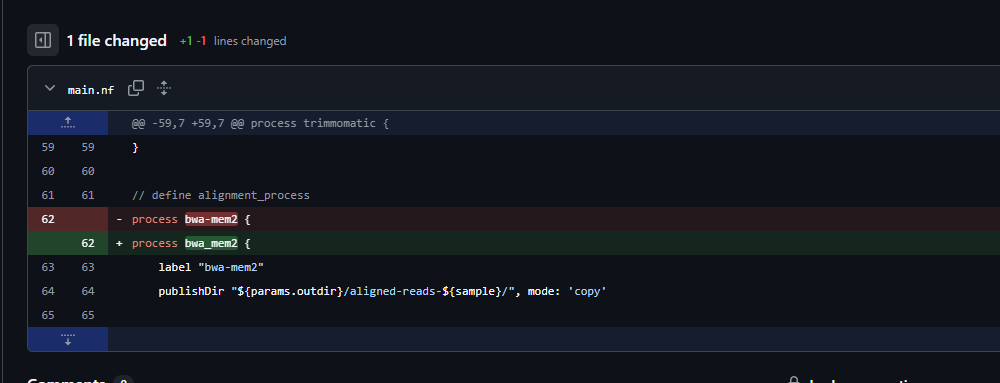 1 file changed +1 -1 lines changed
main.nf
@@ -59,7 +59,7 @@ process trimmomatic {
59 59 }
60 60
61 61 // define alignment_process
62 - process bwa-mem2 {
62 + process bwa_mem2 {
63 63 label "bwa-mem2"
64 64 publishDir "${params.outdir}/aligned-reads-${sample}/", mode: 'copy'
65 65